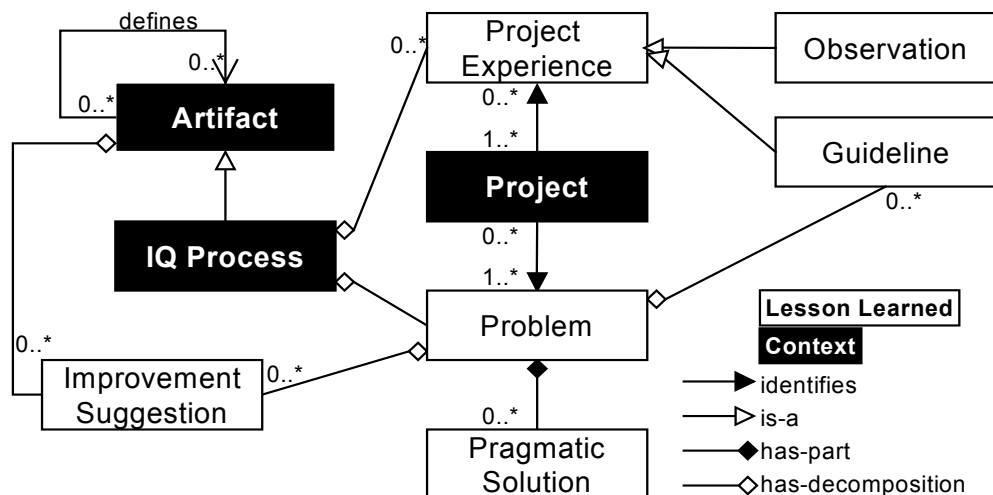 defines
0..*
0..*
Artifact
IQ Process
0..*
Project
Experience
0..*
1..*
Project
0..*
1..*
Problem
0..*
Pragmatic
Solution
Observation
Guideline
0..*
0..*
Improvement
Suggestion
0..*
Lesson Learned
Context
identifies
is-a
has-part
has-decomposition